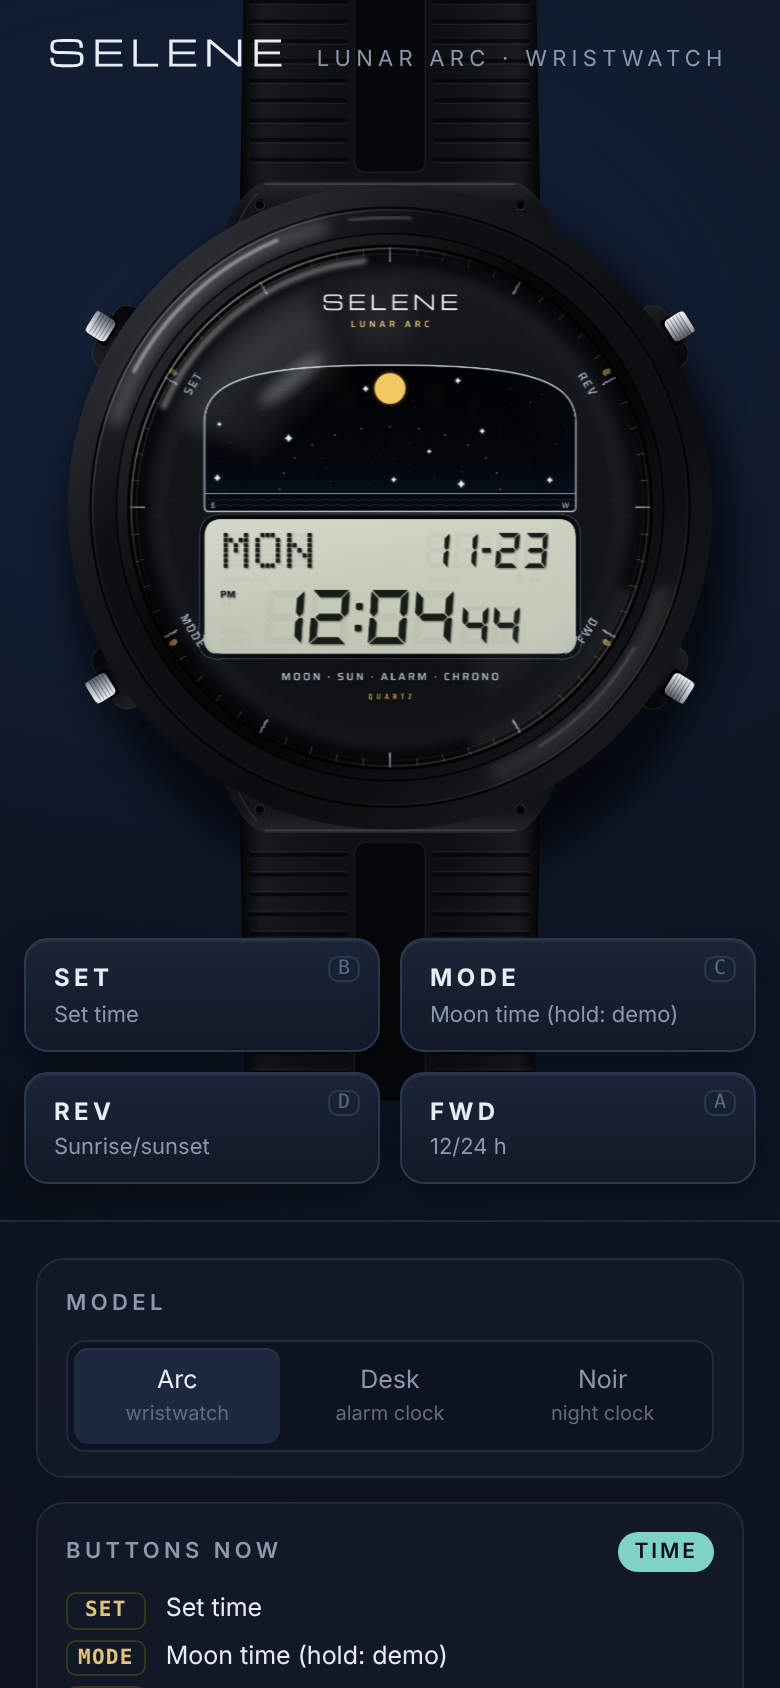 SELENE LUNAR ARC · WRISTWATCH
SELENE
LUNAR ARC
SET
REV
E
W
MON 11-23
PM
12:04 44
MODE
FWD
MOON · SUN · ALARM · CHRONO
QUARTZ
SET B
Set time
MODE C
Moon time (hold: demo)
REV D
Sunrise/sunset
FWD A
12/24 h
MODEL
Arc
wristwatch
Desk
alarm clock
Noir
night clock
BUTTONS NOW TIME
SET Set time
MODE Moon time (hold: demo)